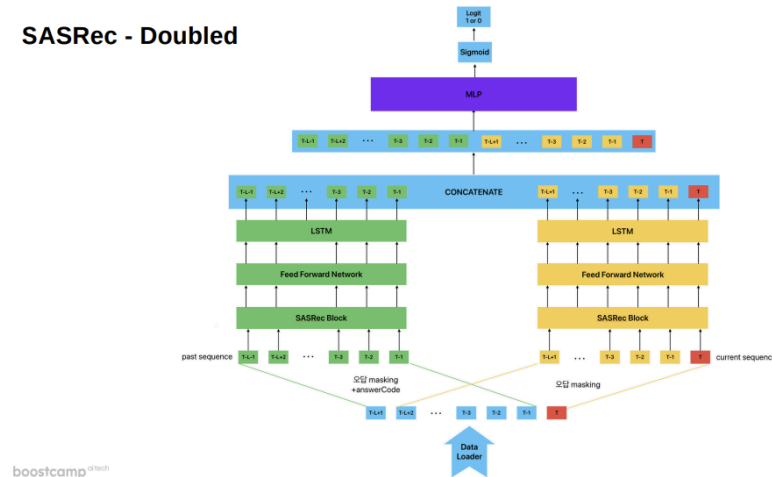 SASRec - Doubled
Logit
1 or 0
Sigmoid
MLP
T-L-1 T-L+2 ... T-3 T-2 T-1 T-L+1 ... T-3 T-2 T-1 T
T-L-1 T-L+2 ... T-3 T-2 T-1 CONCATENATE T-L+1 ... T-3 T-2 T-1 T
LSTM LSTM
Feed Forward Network Feed Forward Network
SASRec Block SASRec Block
past sequence T-L-1 T-L+2 ... T-3 T-2 T-1 T-L+1 ... T-3 T-2 T-1 T current sequence
오답 masking
+answerCode
오답 masking
T-L+1 T-L+2 ... T-3 T-2 T-1 T
Data
Loader
boostcamp aitech